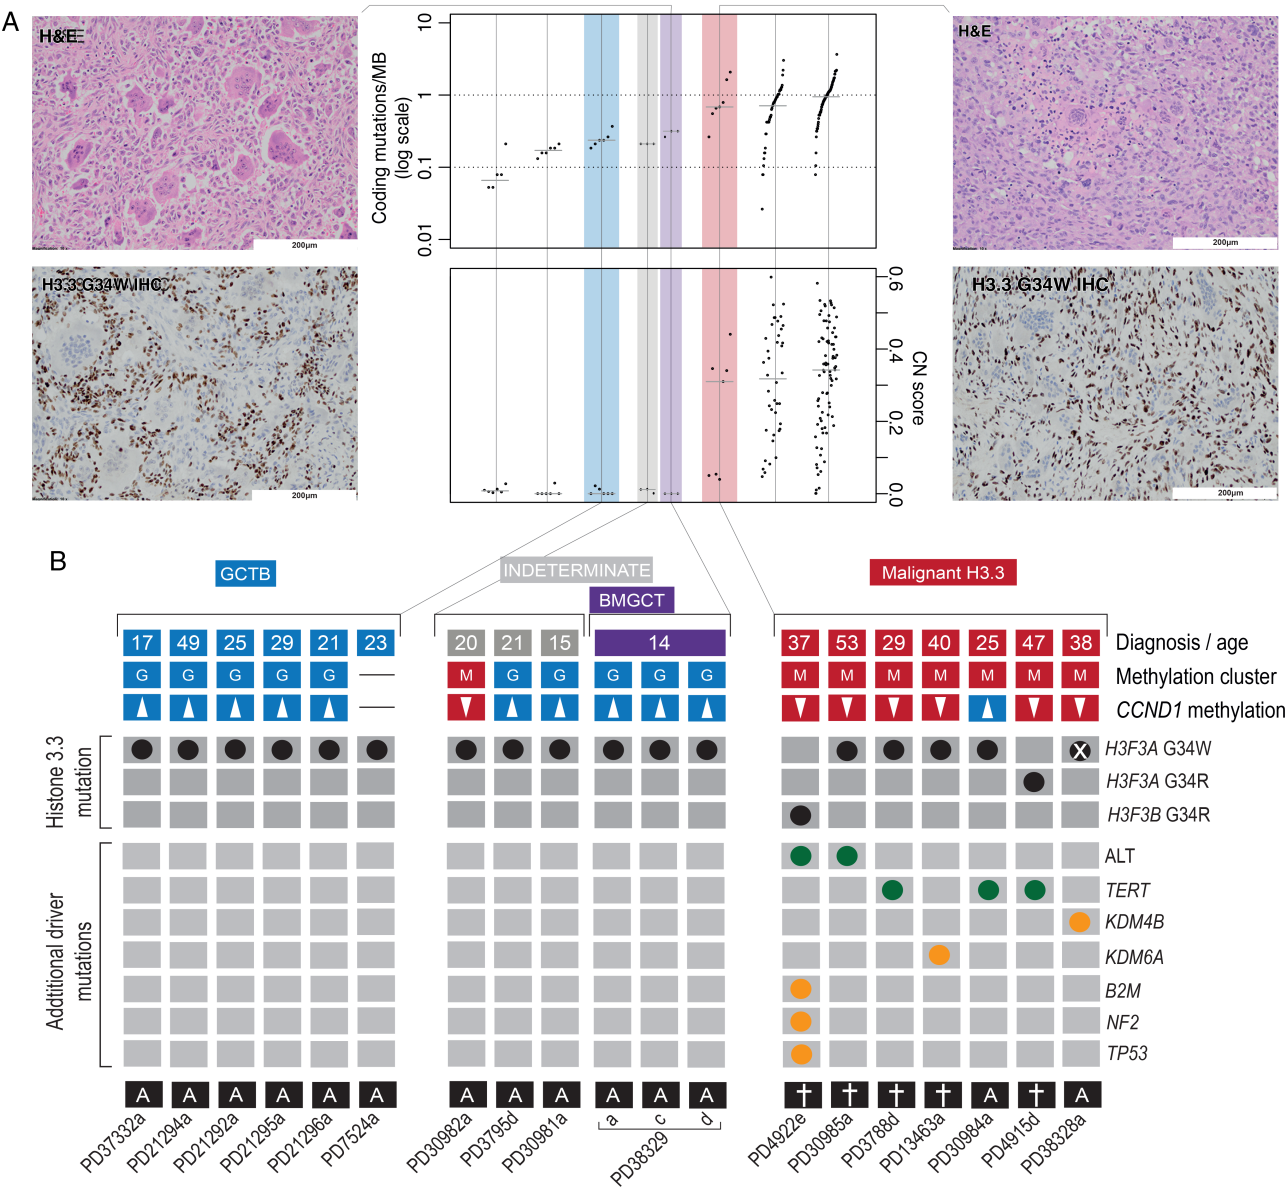 A
H&E
200µm
H3.3 G34W IHC
200µm
Coding mutations/MB
(log scale)
10
1
0.1
0.01
0.6
0.4
0.2
0.0
CN score
H&E
200µm
H3.3 G34W IHC
200µm
B
GCTB
INDETERMINATE
BMGCT
Malignant H3.3
17 49 25 29 21 23 20 21 15 14 37 53 29 40 25 47 38 Diagnosis / age
G G G G G M G G G G G M M M M M M M Methylation cluster
CCND1 methylation
Histone 3.3
mutation
X H3F3A G34W
H3F3A G34R
H3F3B G34R
Additional driver
mutations
ALT
TERT
KDM4B
KDM6A
B2M
NF2
TP53
A A A A A A A A A A A A † † † † A † A
PD37332a PD21294a PD21292a PD21295a PD21296a PD7524a PD30982a PD3795d PD30981a a c d PD4922e PD30985a PD3788d PD13463a PD30984a PD4915d PD38328a
PD38329